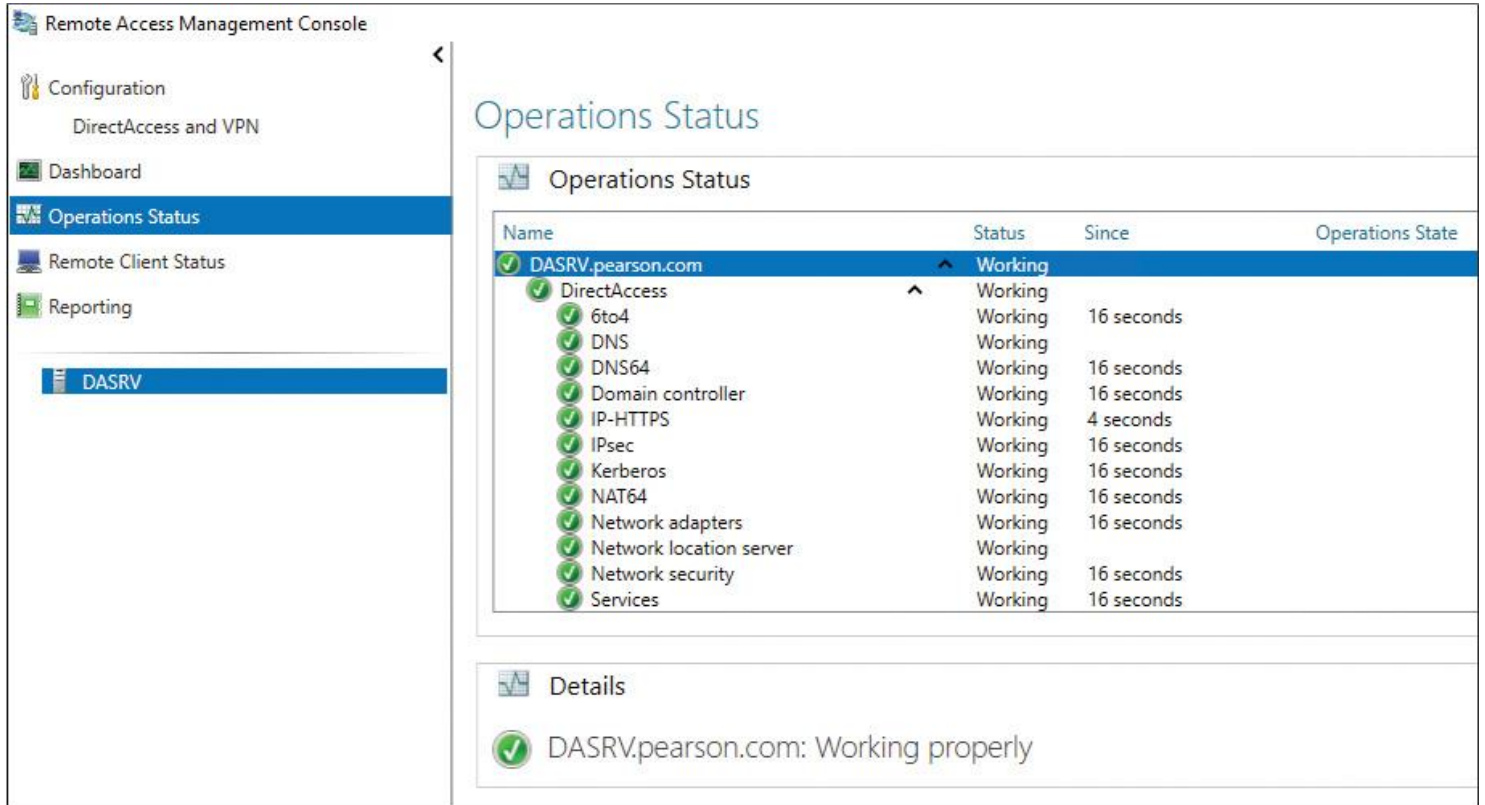 Remote Access Management Console
Configuration
DirectAccess and VPN
Dashboard
Operations Status
Remote Client Status
Reporting
DASRV
Operations Status
Operations Status
Name Status Since Operations State
DASRV.pearson.com Working
DirectAccess Working
6to4 Working 16 seconds
DNS Working
DNS64 Working 16 seconds
Domain controller Working 16 seconds
IP-HTTPS Working 4 seconds
IPsec Working 16 seconds
Kerberos Working 16 seconds
NAT64 Working 16 seconds
Network adapters Working 16 seconds
Network location server Working
Network security Working 16 seconds
Services Working 16 seconds
Details
DASRV.pearson.com: Working properly